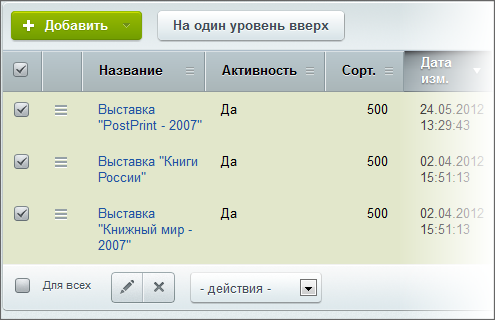 Добавить На один уровень вверх
Название Активность Сорт. Дата
изм.
Выставка Да 500 24.05.2012
"PostPrint - 2007" 13:29:43
Выставка "Книги Да 500 02.04.2012
России" 15:51:13
Выставка Да 500 02.04.2012
"Книжный мир - 15:51:13
2007"
Для всех - действия -